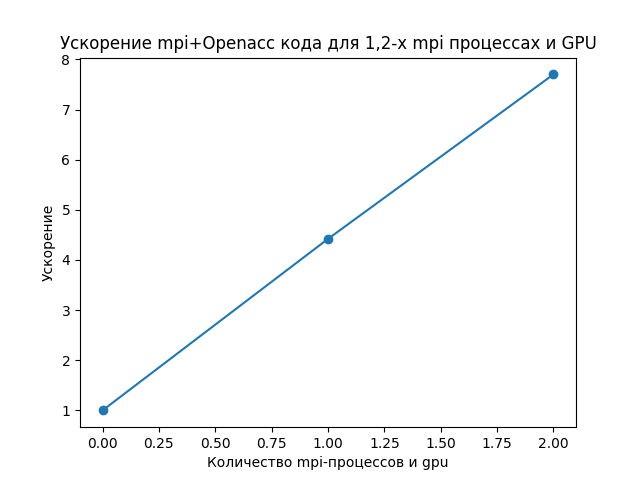 Ускорение mpi+Openacc кода для 1,2-х mpi процессах и GPU
8
7
6
5
4
3
2
1
Ускорение
0.00 0.25 0.50 0.75 1.00 1.25 1.50 1.75 2.00
Количество mpi-процессов и gpu